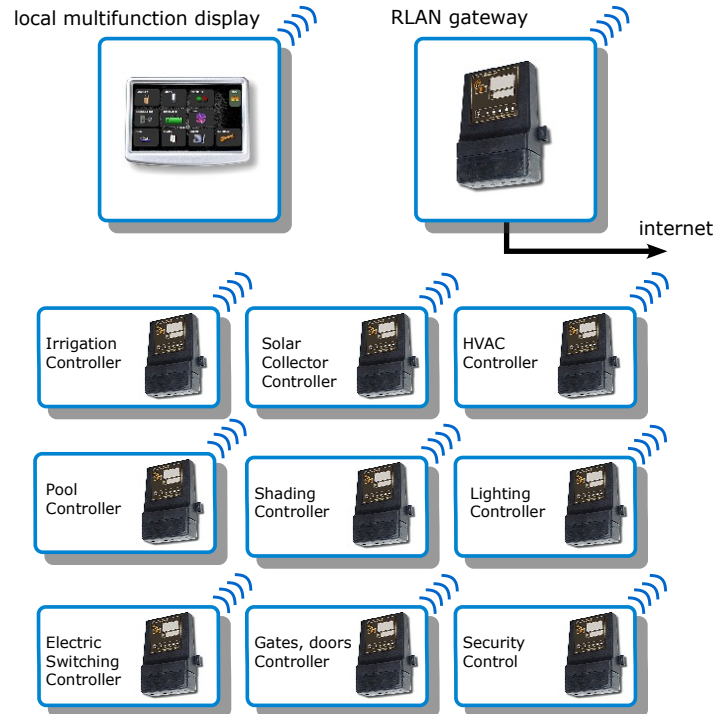 local multifunction display
RLAN gateway
internet
Irrigation
Controller
Solar
Collector
Controller
HVAC
Controller
Pool
Controller
Shading
Controller
Lighting
Controller
Electric
Switching
Controller
Gates, doors
Controller
Security
Control